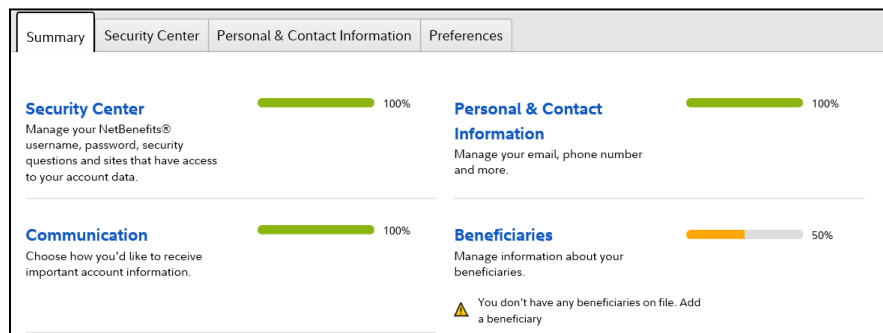 Summary
Security Center
Personal & Contact Information
Preferences
Security Center
100%
Manage your NetBenefits®
username, password, security
questions and sites that have access
to your account data.
Personal & Contact
Information
100%
Manage your email, phone number
and more.
Communication
100%
Choose how you'd like to receive
important account information.
Beneficiaries
50%
Manage information about your
beneficiaries.
You don't have any beneficiaries on file. Add
a beneficiary